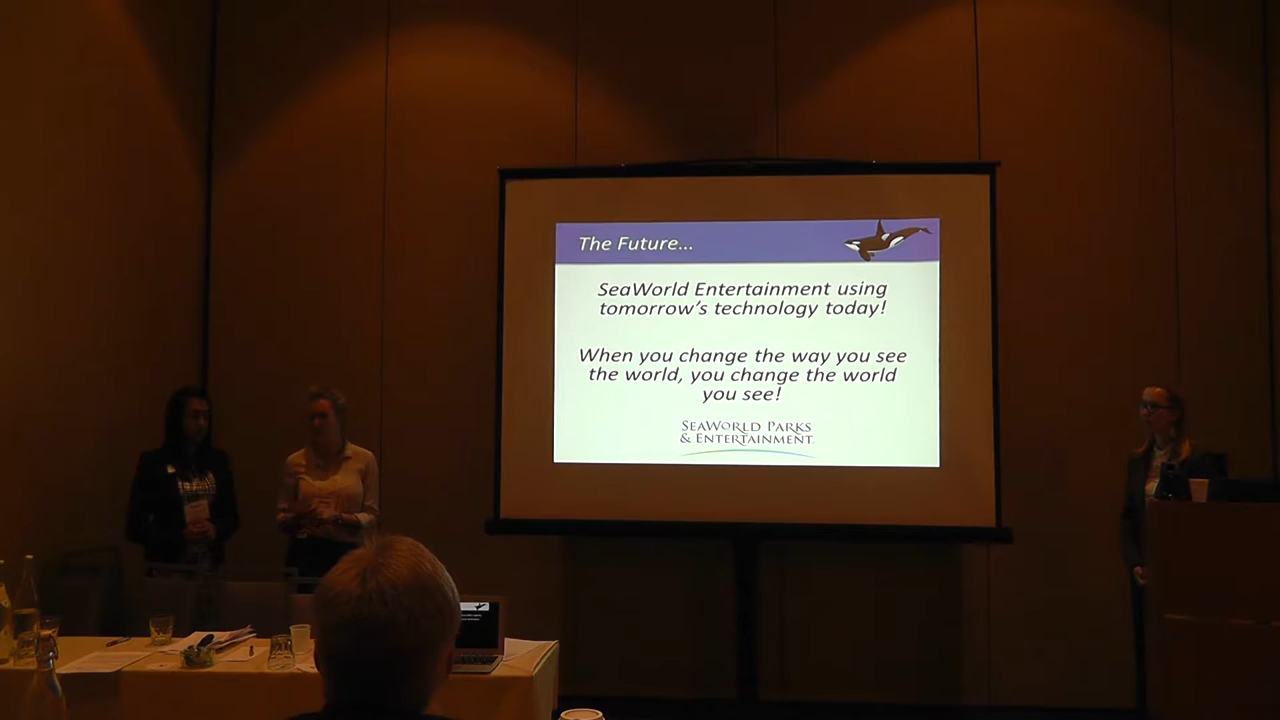 The Future...
SeaWorld Entertainment using
tomorrow's technology today!
When you change the way you see
the world, you change the world
you see!
SEAWORLD PARKS
& ENTERTAINMENT